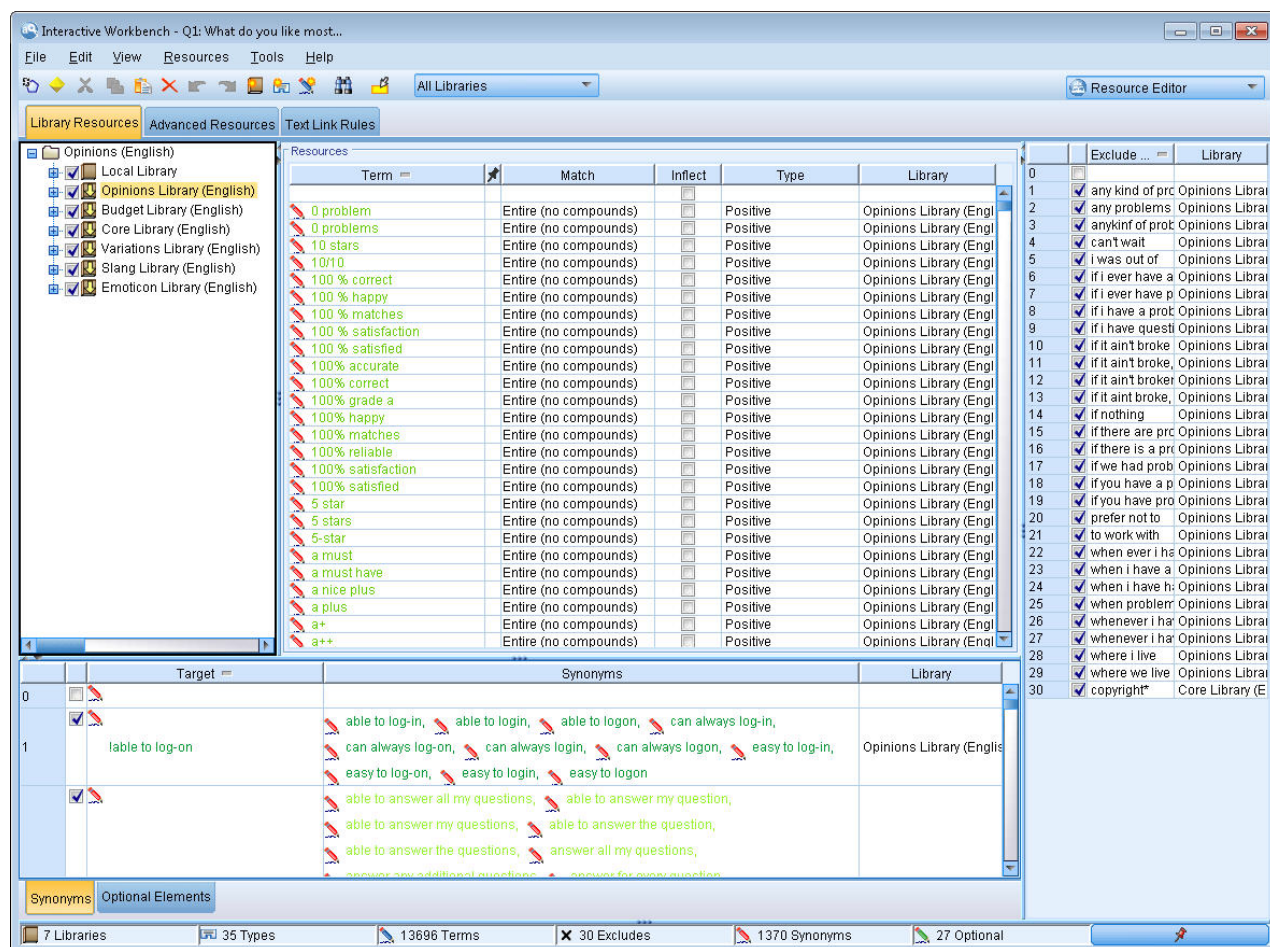 Interactive Workbench - Q1: What do you like most...
File Edit View Resources Tools Help
All Libraries
Resource Editor
Library Resources Advanced Resources Text Link Rules
Opinions (English)
Local Library
Opinions Library (English)
Budget Library (English)
Core Library (English)
Variations Library (English)
Slang Library (English)
Emoticon Library (English)
Resources
Term Match Inflect Type Library
0 problem Entire (no compounds) Positive Opinions Library (Engl
0 problems Entire (no compounds) Positive Opinions Library (Engl
10 stars Entire (no compounds) Positive Opinions Library (Engl
10/10 Entire (no compounds) Positive Opinions Library (Engl
100 % correct Entire (no compounds) Positive Opinions Library (Engl
100 % happy Entire (no compounds) Positive Opinions Library (Engl
100 % matches Entire (no compounds) Positive Opinions Library (Engl
100 % satisfaction Entire (no compounds) Positive Opinions Library (Engl
100 % satisfied Entire (no compounds) Positive Opinions Library (Engl
100% accurate Entire (no compounds) Positive Opinions Library (Engl
100% correct Entire (no compounds) Positive Opinions Library (Engl
100% grade a Entire (no compounds) Positive Opinions Library (Engl
100% happy Entire (no compounds) Positive Opinions Library (Engl
100% matches Entire (no compounds) Positive Opinions Library (Engl
100% reliable Entire (no compounds) Positive Opinions Library (Engl
100% satisfaction Entire (no compounds) Positive Opinions Library (Engl
100% satisfied Entire (no compounds) Positive Opinions Library (Engl
5 star Entire (no compounds) Positive Opinions Library (Engl
5 stars Entire (no compounds) Positive Opinions Library (Engl
5-star Entire (no compounds) Positive Opinions Library (Engl
a must Entire (no compounds) Positive Opinions Library (Engl
a must have Entire (no compounds) Positive Opinions Library (Engl
a nice plus Entire (no compounds) Positive Opinions Library (Engl
a plus Entire (no compounds) Positive Opinions Library (Engl
a+ Entire (no compounds) Positive Opinions Library (Engl
a++ Entire (no compounds) Positive Opinions Library (Engl
Exclude ... Library
0
1 any kind of prc Opinions Librar
2 any problems Opinions Librar
3 anykinf of prob Opinions Librar
4 can't wait Opinions Librar
5 i was out of Opinions Librar
6 if i ever have a Opinions Librar
7 if i ever have p Opinions Librar
8 if i have a prob Opinions Librar
9 if i have questi Opinions Librar
10 if it ain't broke Opinions Librar
11 if it ain't broke, Opinions Librar
12 if it ain't broker Opinions Librar
13 if it aint broke, Opinions Librar
14 if nothing Opinions Librar
15 if there are prc Opinions Librar
16 if there is a pro Opinions Librar
17 if we had prob Opinions Librar
18 if you have a p Opinions Librar
19 if you have pro Opinions Librar
20 prefer not to Opinions Librar
21 to work with Opinions Librar
22 when ever i ha Opinions Librar
23 when i have a Opinions Librar
24 when i have h Opinions Librar
25 when problem Opinions Librar
26 whenever i ha Opinions Librar
27 whenever i ha Opinions Librar
28 where i live Opinions Librar
29 where we live Opinions Librar
30 copyright* Core Library (E
Target Synonyms Library
0
able to log-in, able to login, able to logon, can always log-in,
1 lable to log-on can always log-on, can always login, can always logon, easy to log-in, Opinions Library (Englis
easy to log-on, easy to login, easy to logon
able to answer all my questions, able to answer my question,
able to answer my questions, able to answer the question,
able to answer the questions, answer all my questions,
answer any additional questions answer for every question
Synonyms Optional Elements
7 Libraries 35 Types 13696 Terms 30 Excludes 1370 Synonyms 27 Optional